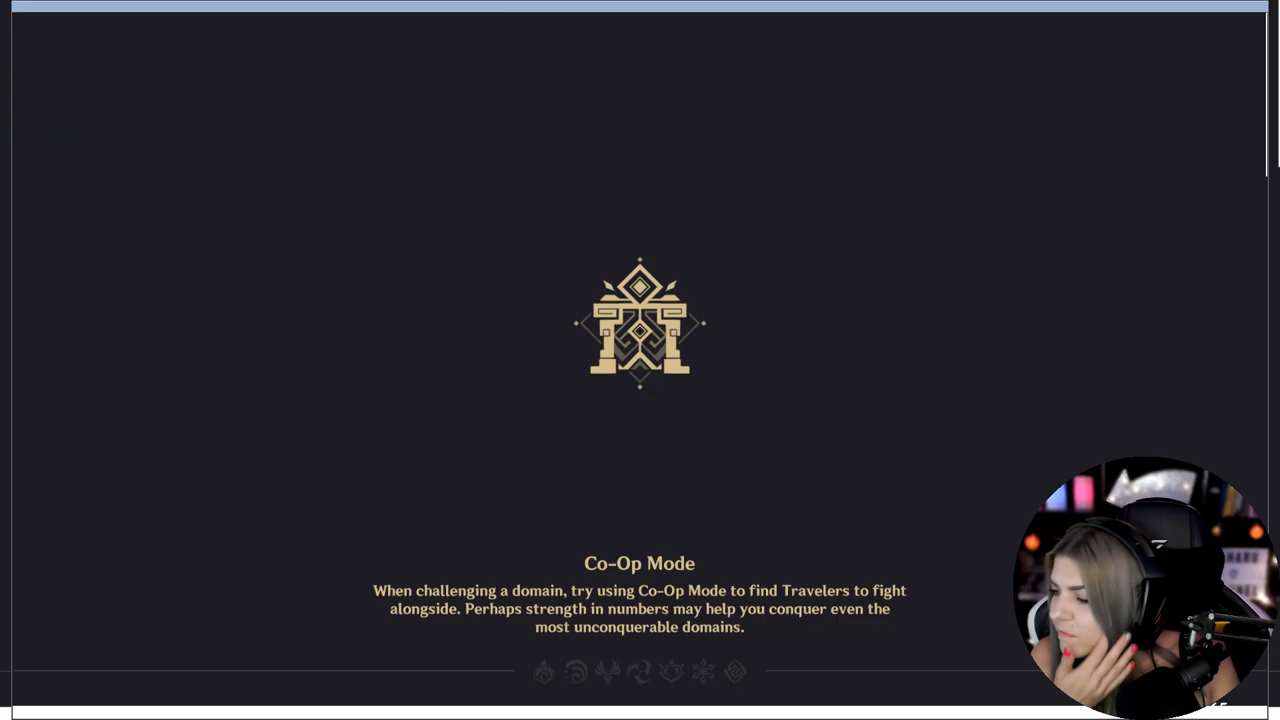 Co-Op Mode
When challenging a domain, try using Co-Op Mode to find Travelers to fight
alongside. Perhaps strength in numbers may help you conquer even the
most unconquerable domains.